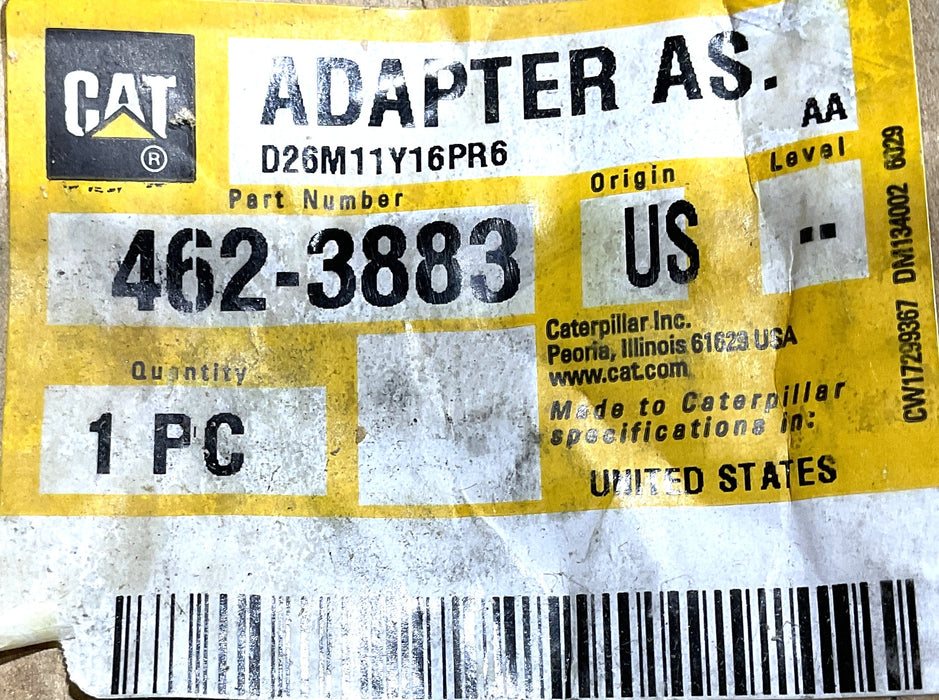 CAT
®
ADAPTER AS.
AA
D26M11Y16PR6
Part Number
Origin
Level
462-3883
US
--
Caterpillar Inc.
Peoria, Illinois 61629 USA
www.cat.com
Quantity
1 PC
Made to Caterpillar
specifications in:
UNITED STATES
CW17299367 DM134002 6029